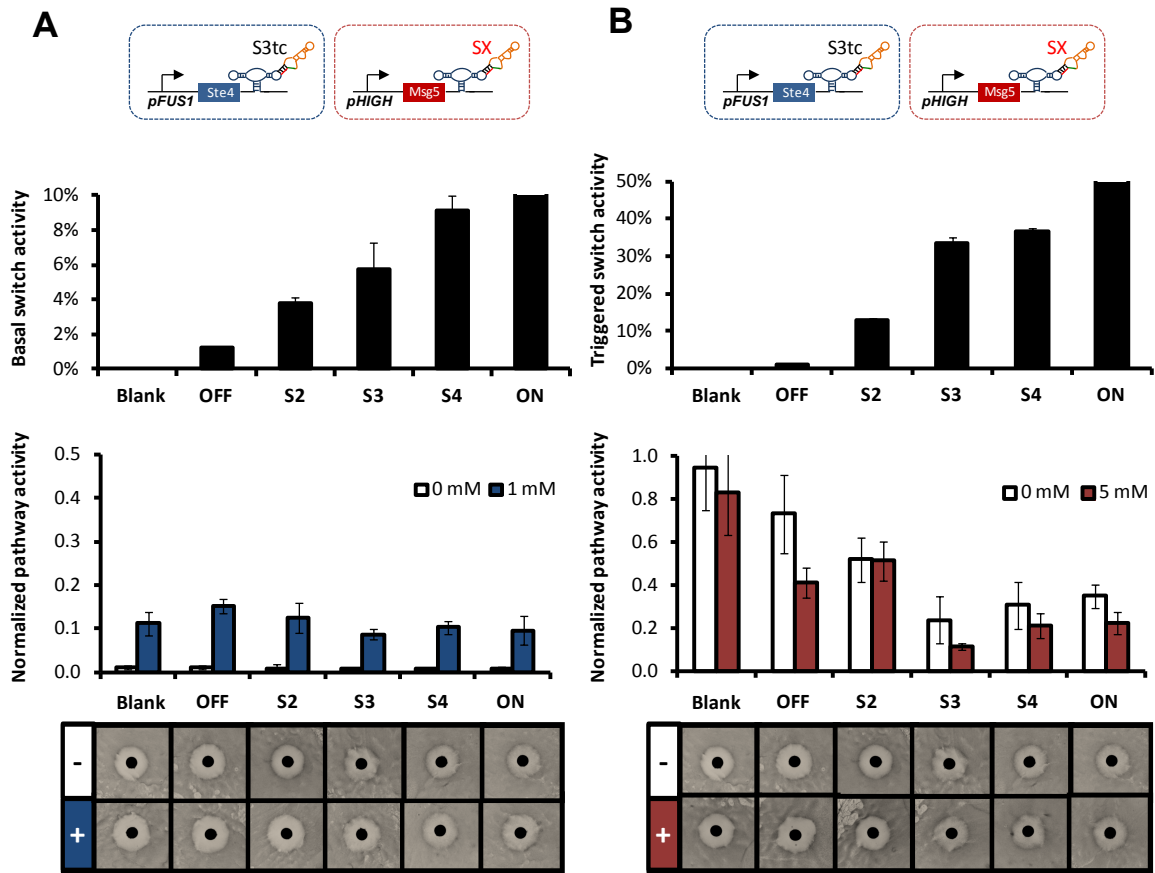 A
S3tc
SX
pFUS1
Ste4
pHIGH
Msg5
Basal switch activity
10%
8%
6%
4%
2%
0%
Blank OFF S2 S3 S4 ON
Normalized pathway activity
0.5
0.4
0.3
0.2
0.1
0.0
0 mM 1 mM
Blank OFF S2 S3 S4 ON
-
+
B
S3tc
SX
pFUS1
Ste4
pHIGH
Msg5
Triggered switch activity
50%
40%
30%
20%
10%
0%
Blank OFF S2 S3 S4 ON
Normalized pathway activity
1.0
0.8
0.6
0.4
0.2
0.0
0 mM 5 mM
Blank OFF S2 S3 S4 ON
-
+